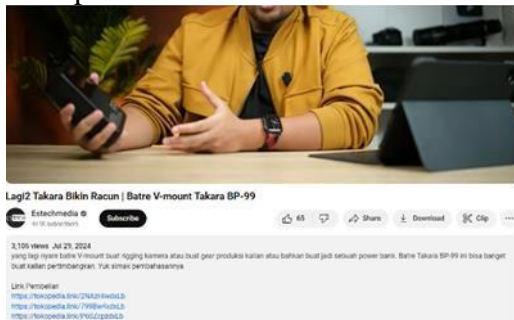 Lagi2 Takara Bikin Racun | Batre V-mount Takara BP-99
Estechmedia
subscribers
Subscribe
65
Share
Download
Clip
3,105 views Jul 29, 2024
yang lagi nyare batre V-mount buat rigging kamera atau buat gear produksi kalian atau bahkan buat jadi sebuah power bank. Batre Takara BP-99 ini bisa banget
buat kalian pertimbangkan. Yuk simak pembahasannya
Link Pembelian